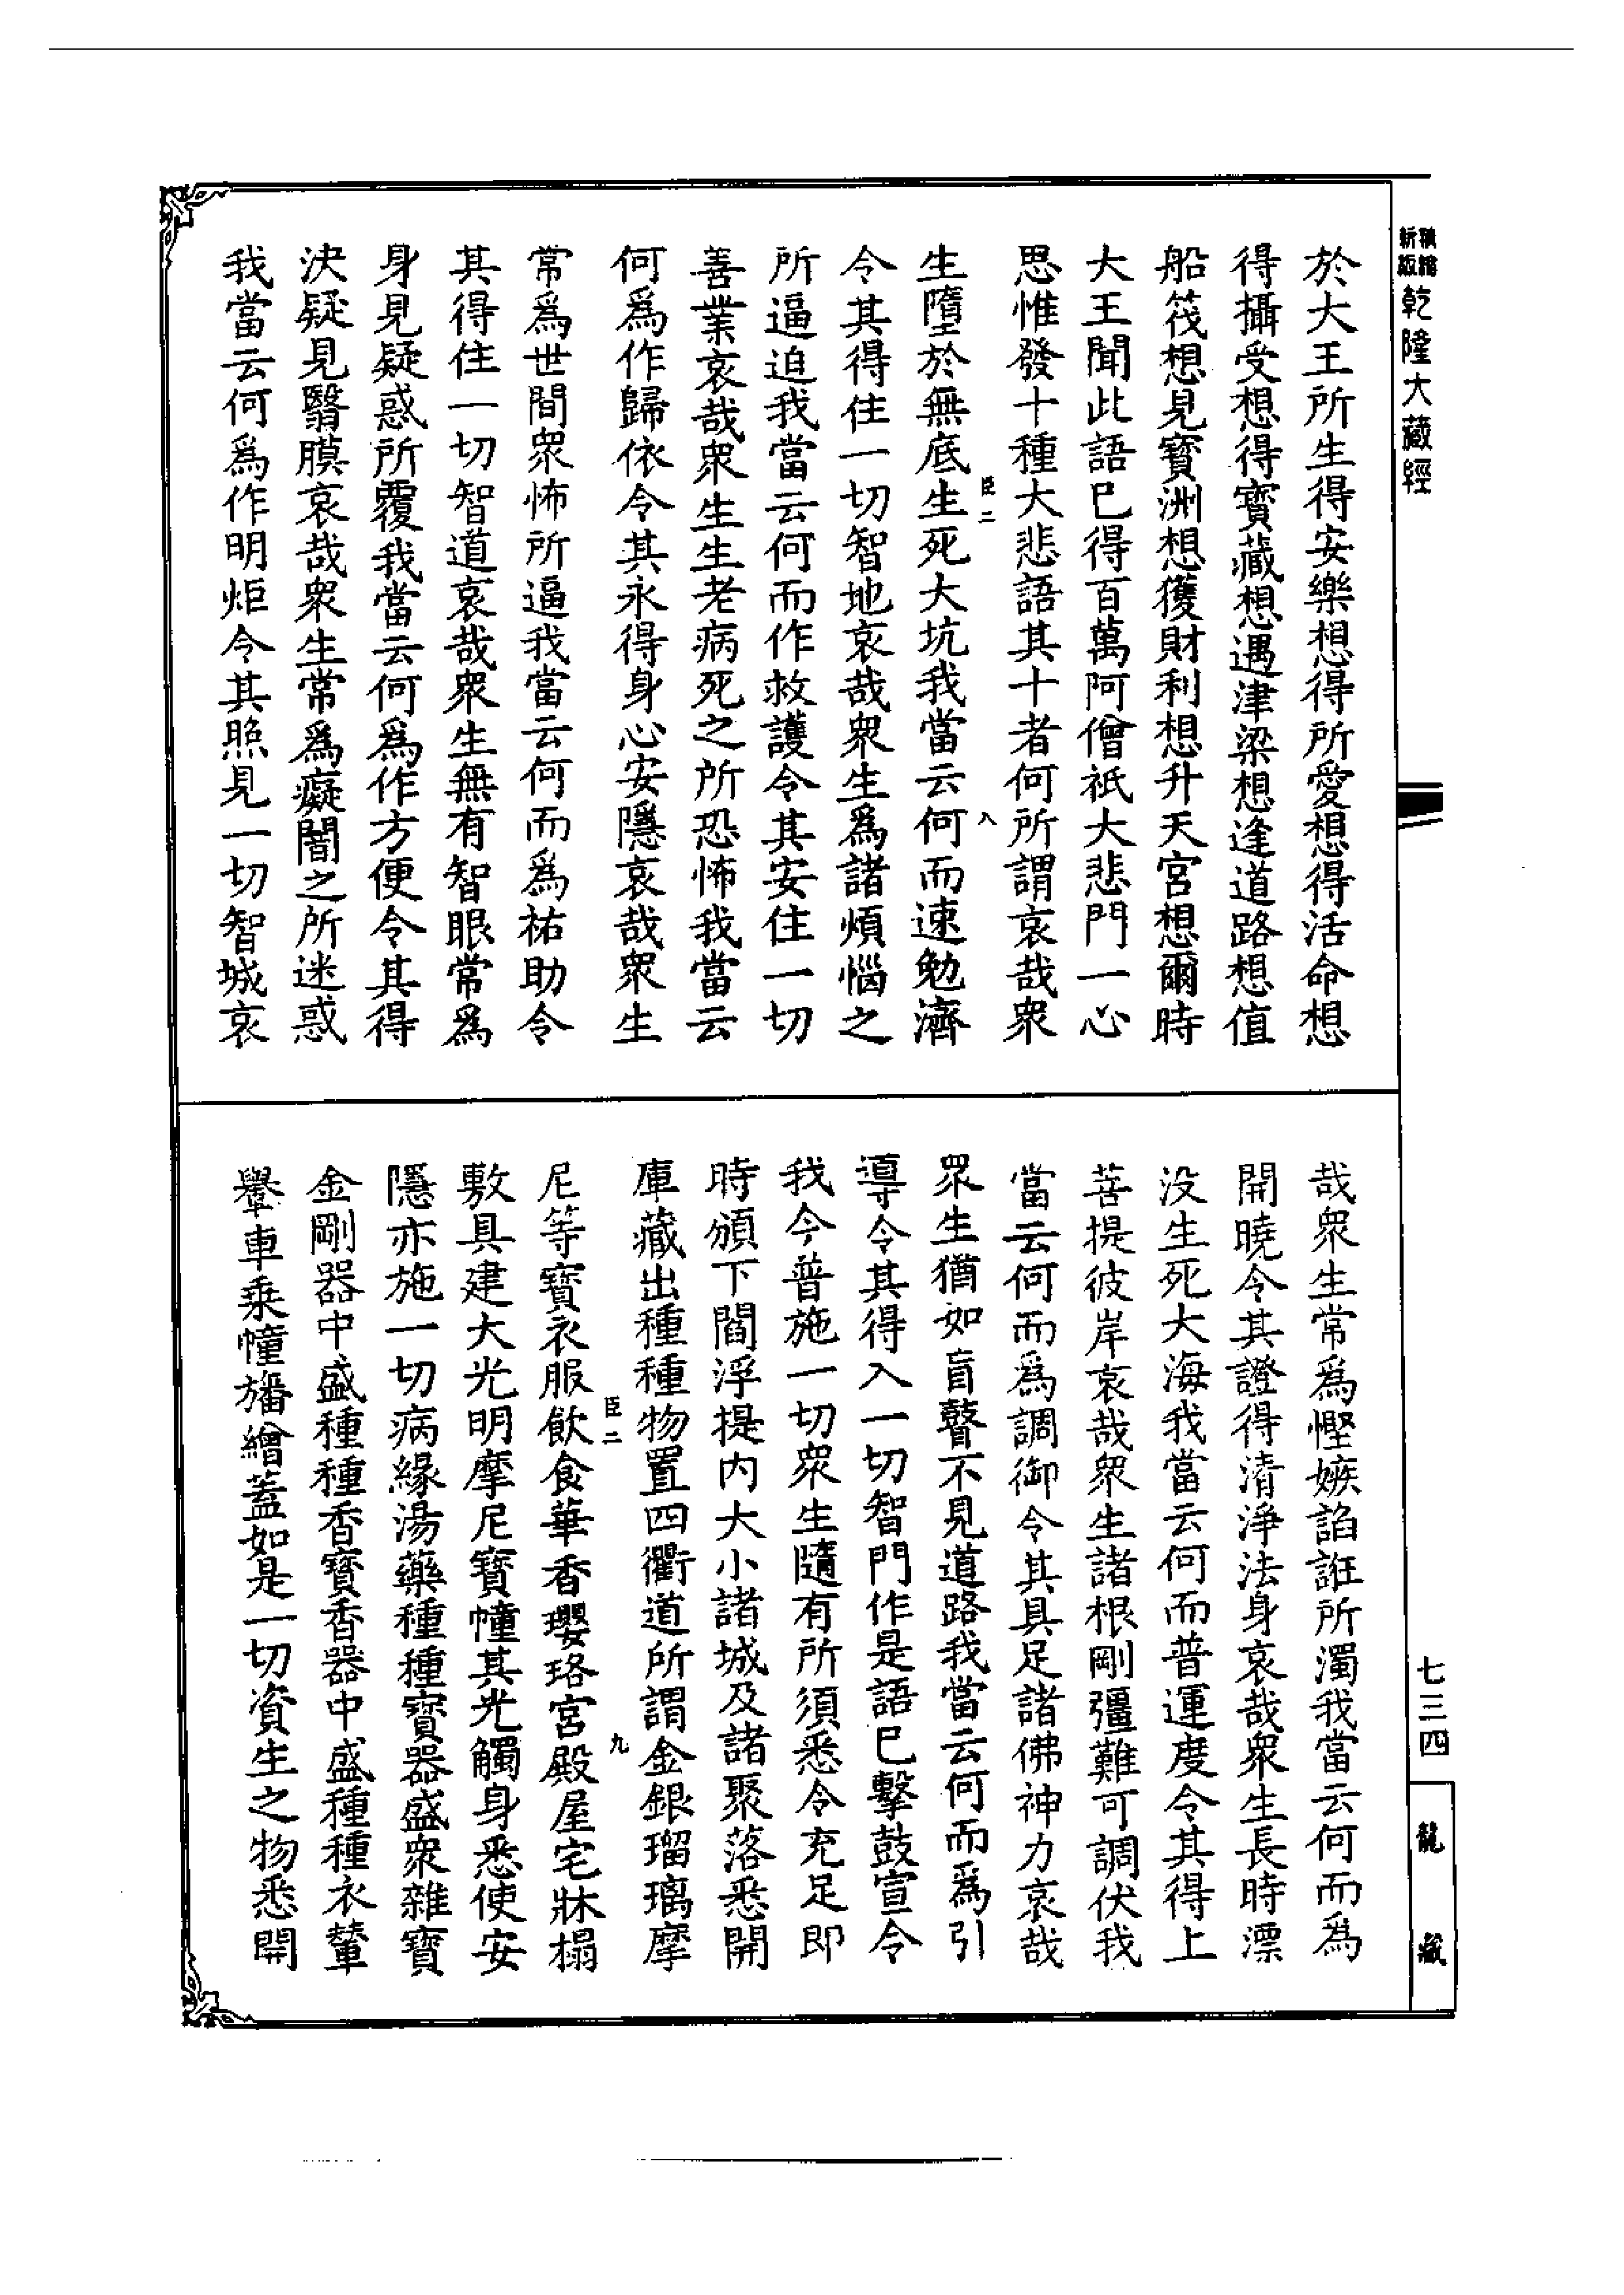 乾隆大藏經
於大王所生得安樂想得所愛想得活命想
得攝受想得寶藏想遇津梁想逢道路想值
船筏想見寶洲想獲財利想升天宮想爾時
大王聞此語已得百萬阿僧祇大悲門一心
思惟發十種大悲語其十者何所謂哀哉衆
臣二
八
生墮於無底生死大坑我當云何而速勉濟
令其得住一切智地哀哉衆生爲諸煩惱之
所逼迫我當云何而作救護令其安住一切
善業哀哉衆生生老病死之所恐怖我當云
何爲作歸依令其永得身心安隱哀哉衆生
常爲世間衆怖所逼我當云何而爲祐助令
其得住一切智道哀哉衆生無有智眼常爲
身見疑惑所覆我當云何爲作方便令其得
決疑見翳膜哀哉衆生常爲癡闇之所迷惑
我當云何爲作明炬令其照見一切智城哀
哉衆生常爲慳嫉諂誑所濁我當云何而爲
開曉令其證得清淨法身哀哉衆生長時漂
没生死大海我當云何而普運度令其得上
菩提彼岸哀哉衆生諸根剛彊難可調伏我
當云何而爲調御令其具足諸佛神力哀哉
衆生猶如盲瞽不見道路我當云何而爲引
導令其得入一切智門作是語已擊鼓宣令
我今普施一切衆生隨有所須悉令充足即
時頒下閻浮提内大小諸城及諸聚落悉開
庫藏出種種物置四衢道所謂金銀瑠璃摩
臣二
九
尼等寶衣服飲食華香瓔珞宮殿屋宅牀榻
敷具建大光明摩尼寶幢其光觸身悉使安
隱亦施一切病緣湯藥種種寶器盛衆雜寶
金剛器中盛種種香寶香器中盛種種衣輦
轝車乘幢旛繒蓋如是一切資生之物悉開
七三四
龍藏